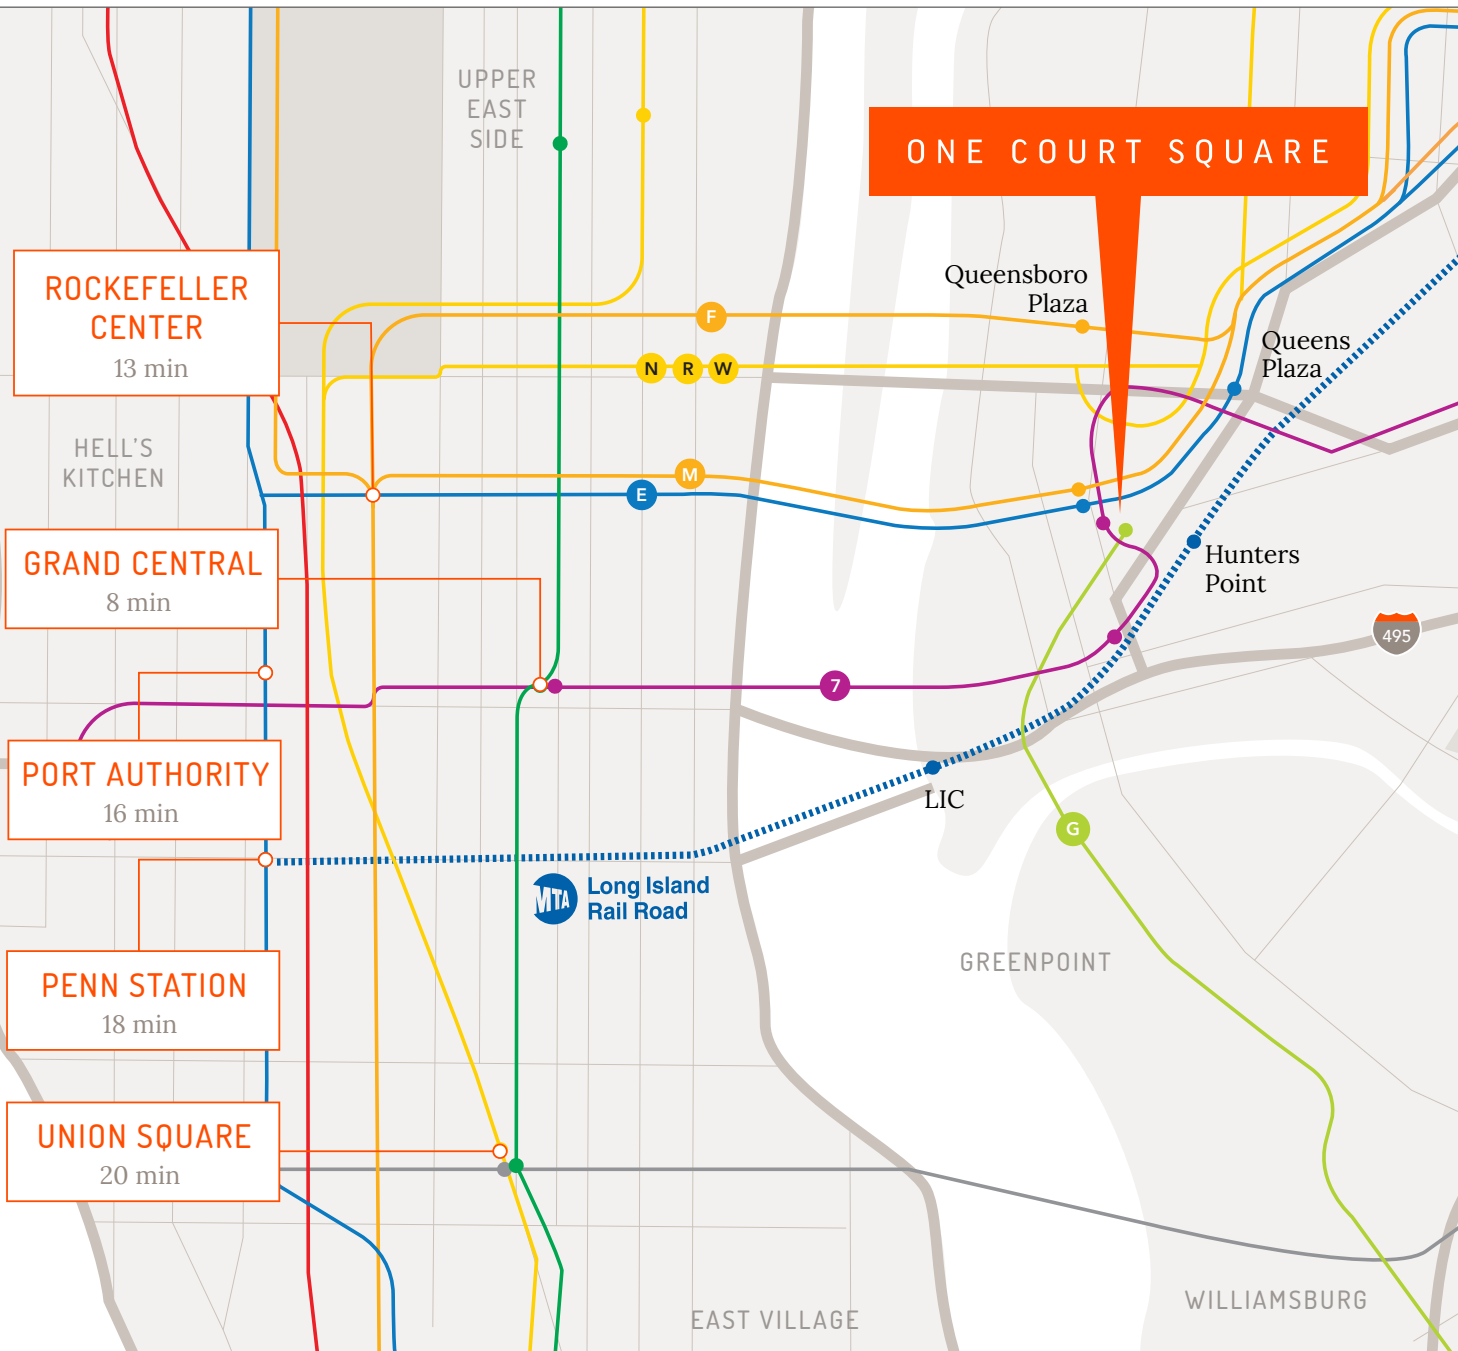 UPPER
EAST
SIDE
ONE COURT SQUARE
Queensboro
Plaza
ROCKEFELLER
CENTER
13 min
F
Queens
Plaza
N
R
W
HELL'S
KITCHEN
M
E
GRAND CENTRAL
8 min
Hunters
Point
495
7
PORT AUTHORITY
16 min
LIC
G
MTA
Long Island
Rail Road
GREENPOINT
PENN STATION
18 min
UNION SQUARE
20 min
WILLIAMSBURG
EAST VILLAGE